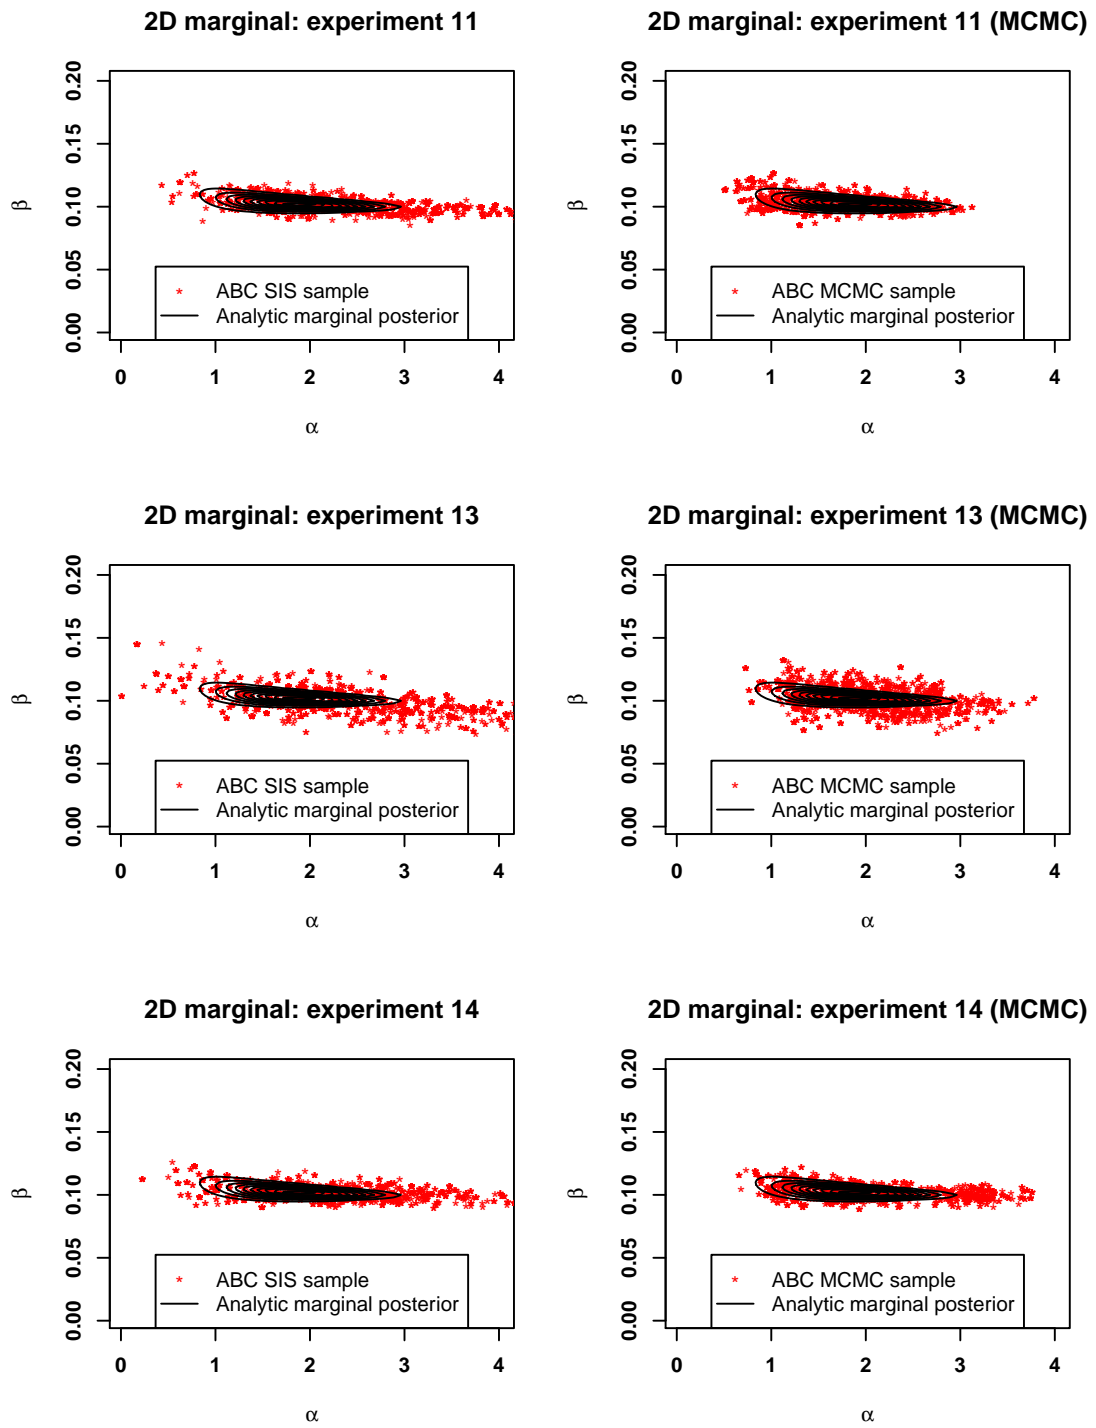 2D marginal: experiment 11
β
0.00 0.05 0.10 0.15 0.20
ABC SIS sample
Analytic marginal posterior
0 1 2 3 4
α
2D marginal: experiment 11 (MCMC)
β
0.00 0.05 0.10 0.15 0.20
ABC MCMC sample
Analytic marginal posterior
0 1 2 3 4
α
2D marginal: experiment 13
β
0.00 0.05 0.10 0.15 0.20
ABC SIS sample
Analytic marginal posterior
0 1 2 3 4
α
2D marginal: experiment 13 (MCMC)
β
0.00 0.05 0.10 0.15 0.20
ABC MCMC sample
Analytic marginal posterior
0 1 2 3 4
α
2D marginal: experiment 14
β
0.00 0.05 0.10 0.15 0.20
ABC SIS sample
Analytic marginal posterior
0 1 2 3 4
α
2D marginal: experiment 14 (MCMC)
β
0.00 0.05 0.10 0.15 0.20
ABC MCMC sample
Analytic marginal posterior
0 1 2 3 4
α